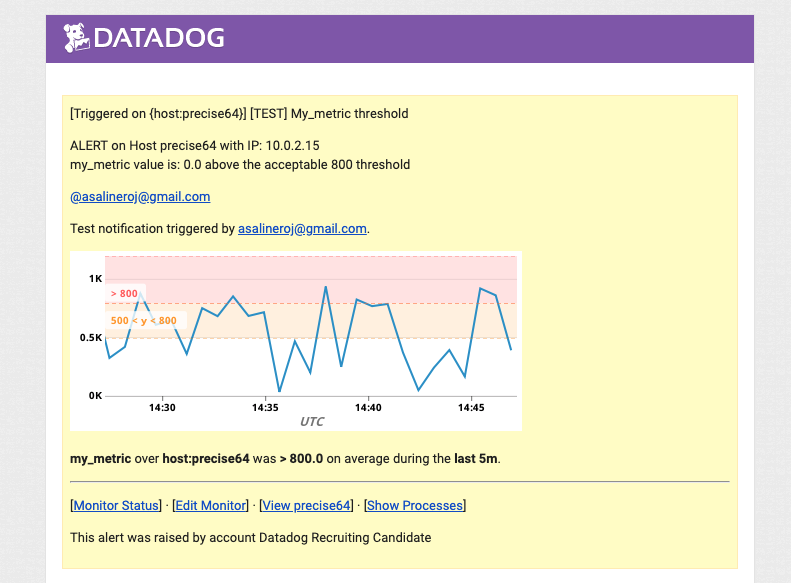 DATADOG
[Triggered on {host:precise64}] [TEST] My_metric threshold
ALERT on Host precise64 with IP: 10.0.2.15
my_metric value is: 0.0 above the acceptable 800 threshold
@asalineroj@gmail.com
Test notification triggered by asalineroj@gmail.com.
1K
> 800
500 < y < 800
0.5K
0K
14:30 14:35 14:40 14:45
UTC
my_metric over host:precise64 was > 800.0 on average during the last 5m.
[Monitor Status] · [Edit Monitor] · [View precise64] · [Show Processes]
This alert was raised by account Datadog Recruiting Candidate